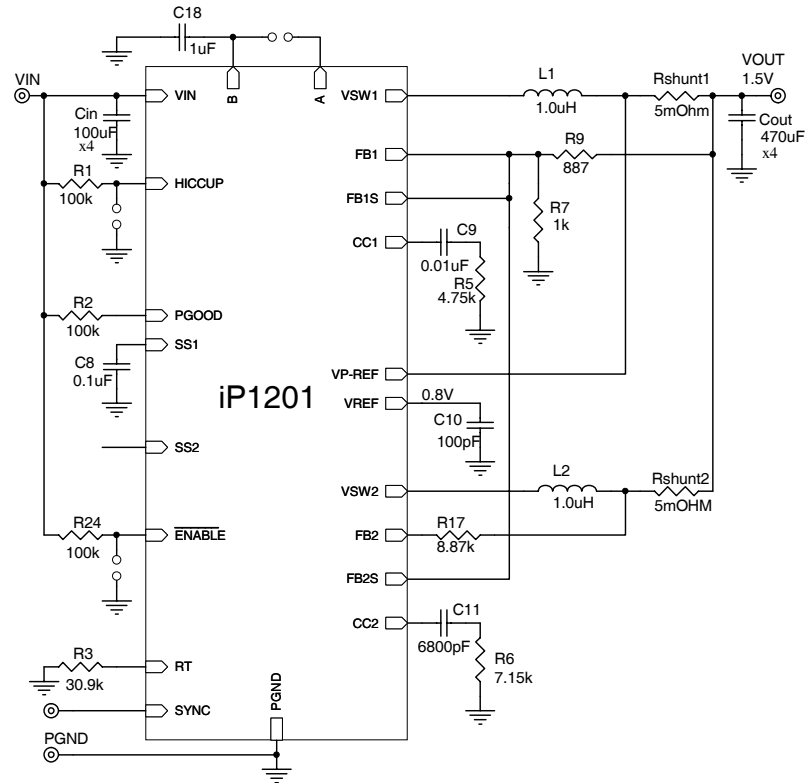 C18
1uF
VIN
B
A
VIN
VSW1
L1
1.0uH
Rshunt1
5mOhm
VOUT
1.5V
Cin
100uF
x4
Cout
470uF
x4
FB1
R9
887
R1
100k
HICCUP
FB1S
R7
1k
CC1
C9
0.01uF
R5
4.75k
R2
100k
PGOOD
SS1
C8
0.1uF
iP1201
VP-REF
VREF
0.8V
C10
100pF
SS2
VSW2
L2
1.0uH
Rshunt2
5mOHM
R24
100k
ENABLE
FB2
R17
8.87k
FB2S
CC2
C11
6800pF
R6
7.15k
R3
30.9k
RT
SYNC
PGND
PGND